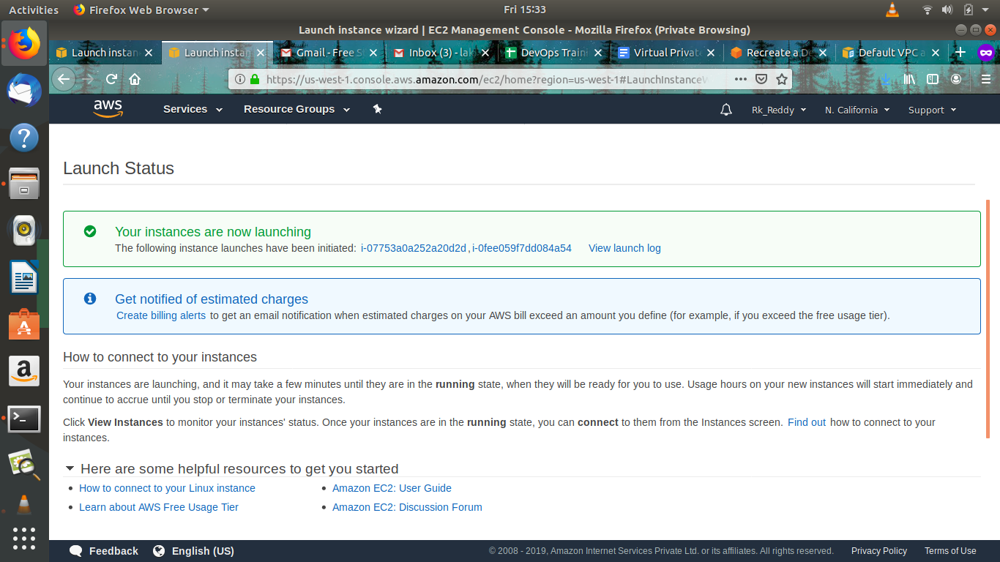 Activities Firefox Web Browser Fri 15:33
Launch instance wizard | EC2 Management Console - Mozilla Firefox (Private Browsing)
Launch instan Launch instan Gmail - Free S Inbox (3) - lak DevOps Traini Virtual Private Recreate a De Default VPC a
https://us-west-1.console.aws.amazon.com/ec2/home?region=us-west-1#LaunchInstanceW
aws Services Resource Groups Rk_Reddy N. California Support
Launch Status
Your instances are now launching
The following instance launches have been initiated: i-07753a0a252a20d2d , i-0fee059f7dd084a54 View launch log
Get notified of estimated charges
Create billing alerts to get an email notification when estimated charges on your AWS bill exceed an amount you define (for example, if you exceed the free usage tier).
How to connect to your instances
Your instances are launching, and it may take a few minutes until they are in the running state, when they will be ready for you to use. Usage hours on your new instances will start immediately and
continue to accrue until you stop or terminate your instances.
Click View Instances to monitor your instances' status. Once your instances are in the running state, you can connect to them from the Instances screen. Find out how to connect to your
instances.
Here are some helpful resources to get you started
• How to connect to your Linux instance • Amazon EC2: User Guide
• Learn about AWS Free Usage Tier • Amazon EC2: Discussion Forum
Feedback English (US) © 2008 - 2019, Amazon Internet Services Private Ltd. or its affiliates. All rights reserved. Privacy Policy Terms of Use